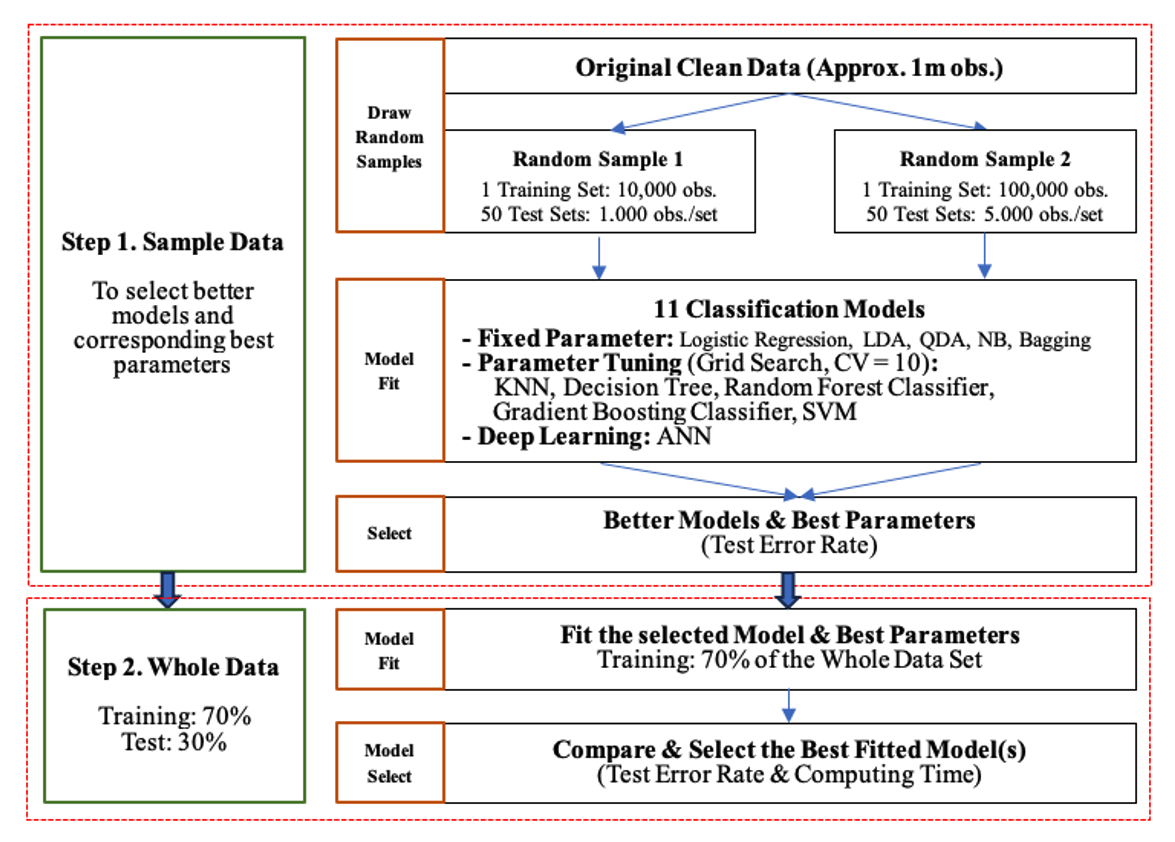 Step 1. Sample Data
To select better
models and
corresponding best
parameters
Draw
Random
Samples
Original Clean Data (Approx. 1m obs.)
Random Sample 1
1 Training Set: 10,000 obs.
50 Test Sets: 1.000 obs./set
Random Sample 2
1 Training Set: 100,000 obs.
50 Test Sets: 5.000 obs./set
Model
Fit
11 Classification Models
- Fixed Parameter: Logistic Regression, LDA, QDA, NB, Bagging
- Parameter Tuning (Grid Search, CV = 10):
KNN, Decision Tree, Random Forest Classifier,
Gradient Boosting Classifier, SVM
- Deep Learning: ANN
Select
Better Models & Best Parameters
(Test Error Rate)
Step 2. Whole Data
Training: 70%
Test: 30%
Model
Fit
Fit the selected Model & Best Parameters
Training: 70% of the Whole Data Set
Model
Select
Compare & Select the Best Fitted Model(s)
(Test Error Rate & Computing Time)